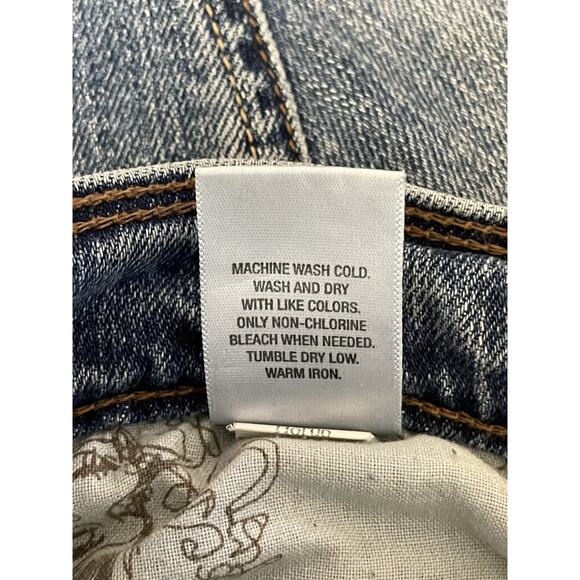 MACHINE WASH COLD.
WASH AND DRY
WITH LIKE COLORS.
ONLY NON-CHLORINE
BLEACH WHEN NEEDED.
TUMBLE DRY LOW.
WARM IRON.